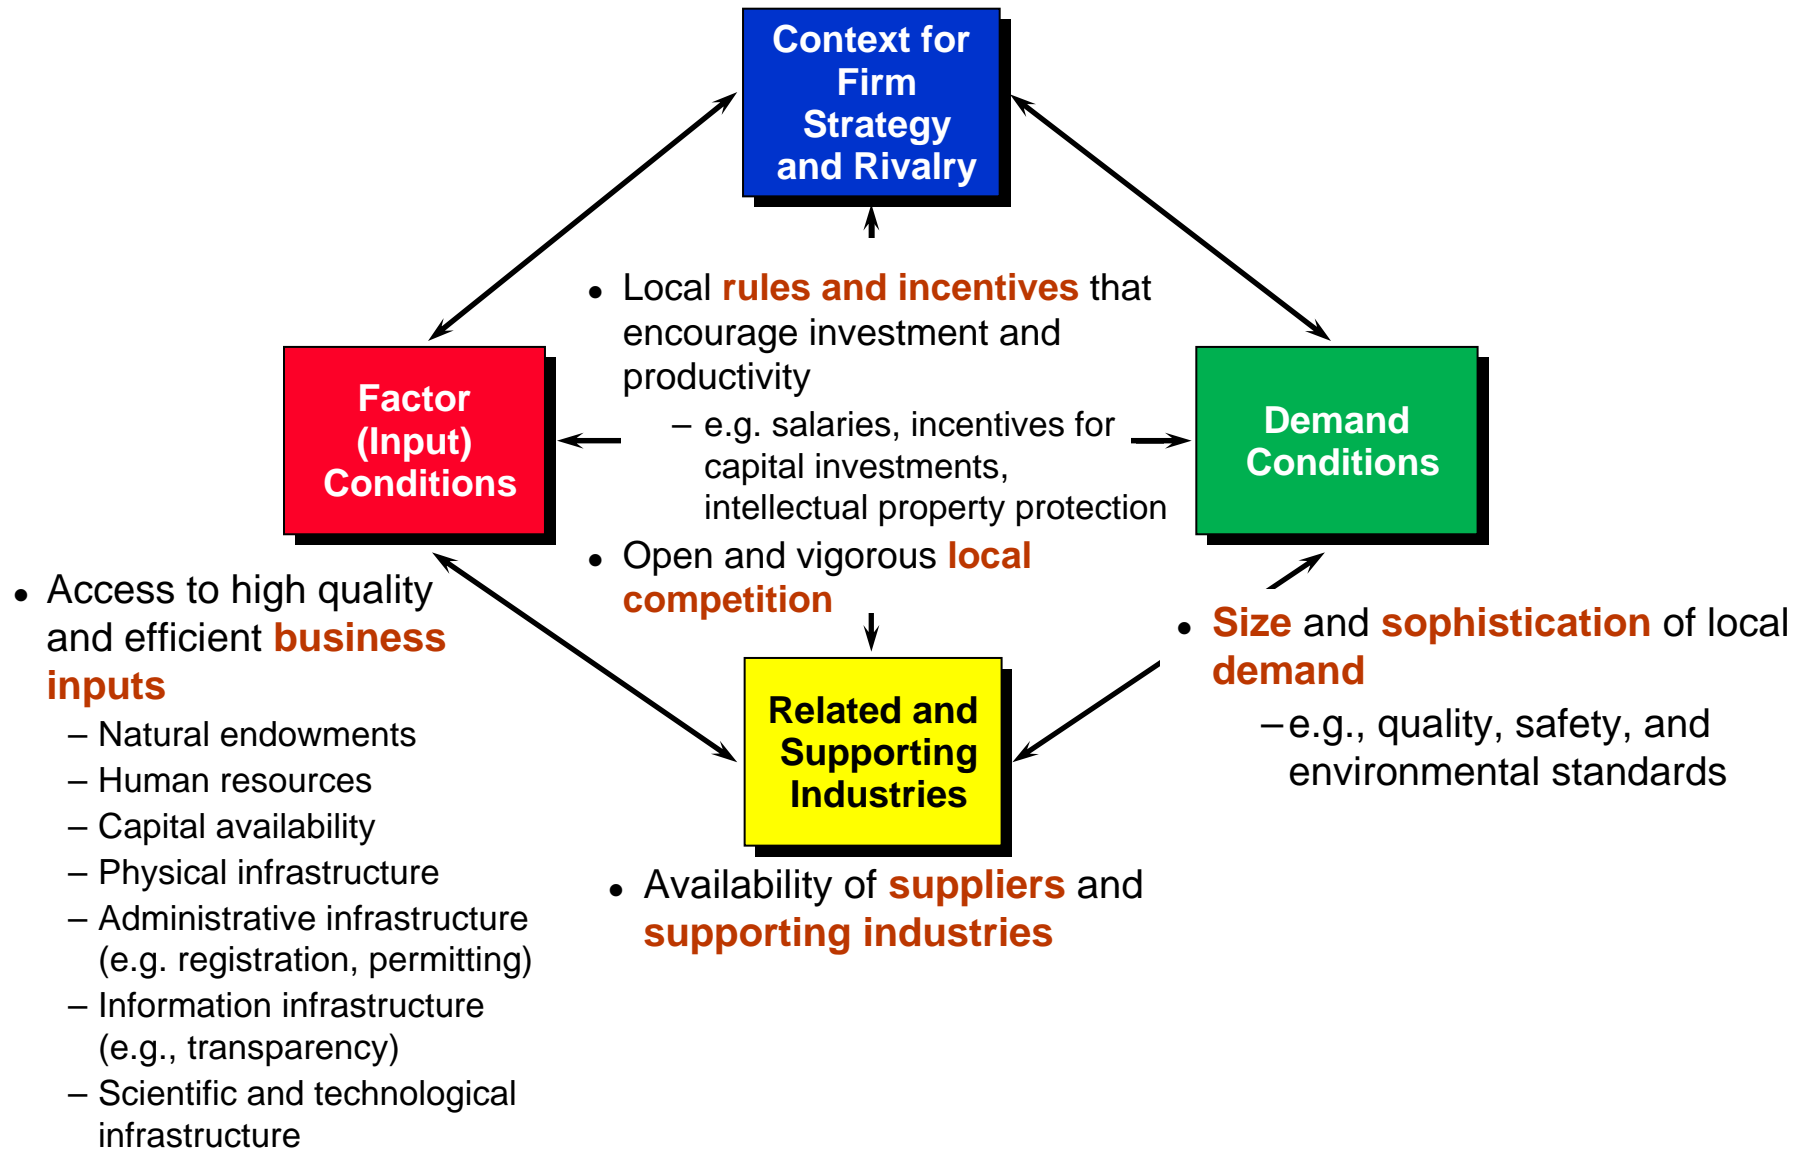 Context for
Firm
Strategy
and Rivalry
● Local rules and incentives that
encourage investment and
productivity
– e.g. salaries, incentives for
capital investments,
intellectual property protection
● Open and vigorous local
competition
Factor
(Input)
Conditions
Demand
Conditions
● Access to high quality
and efficient business
inputs
– Natural endowments
– Human resources
– Capital availability
– Physical infrastructure
– Administrative infrastructure
(e.g. registration, permitting)
– Information infrastructure
(e.g., transparency)
– Scientific and technological
infrastructure
● Size and sophistication of local
demand
– e.g., quality, safety, and
environmental standards
Related and
Supporting
Industries
● Availability of suppliers and
supporting industries